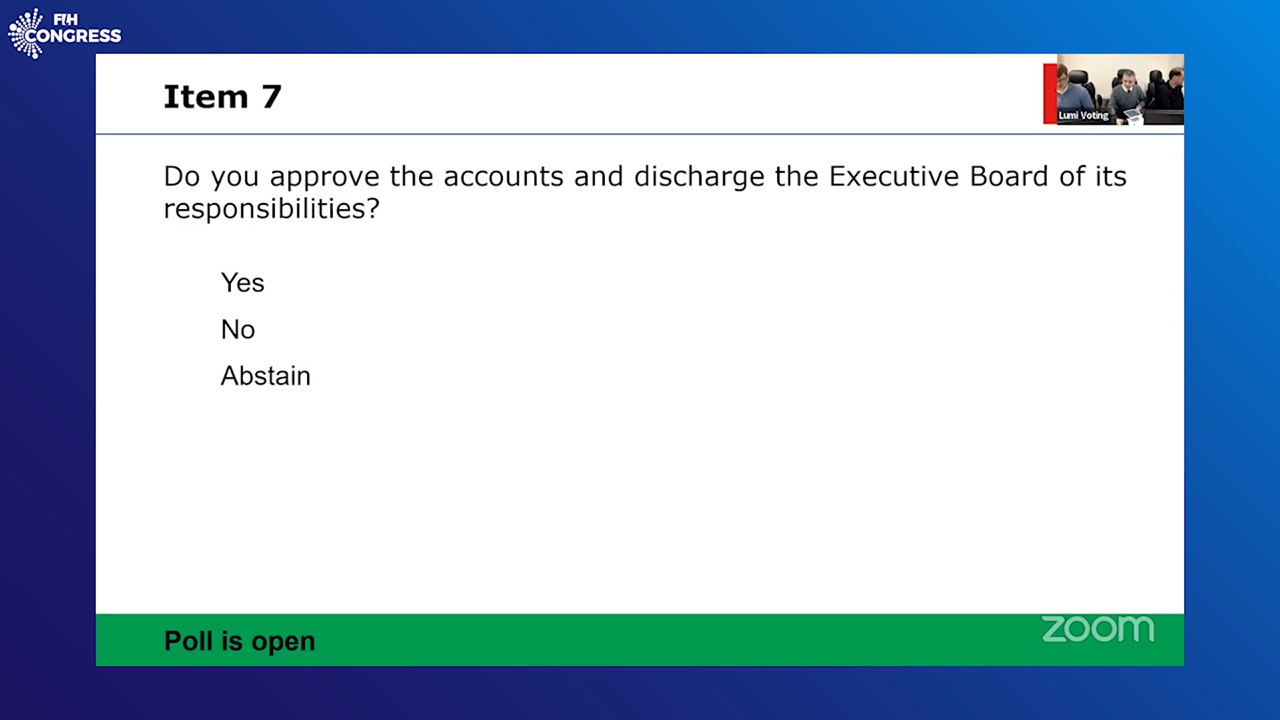 FIH
CONGRESS
Item 7
Lumi Voting
Do you approve the accounts and discharge the Executive Board of its
responsibilities?
Yes
No
Abstain
Poll is open
zoom